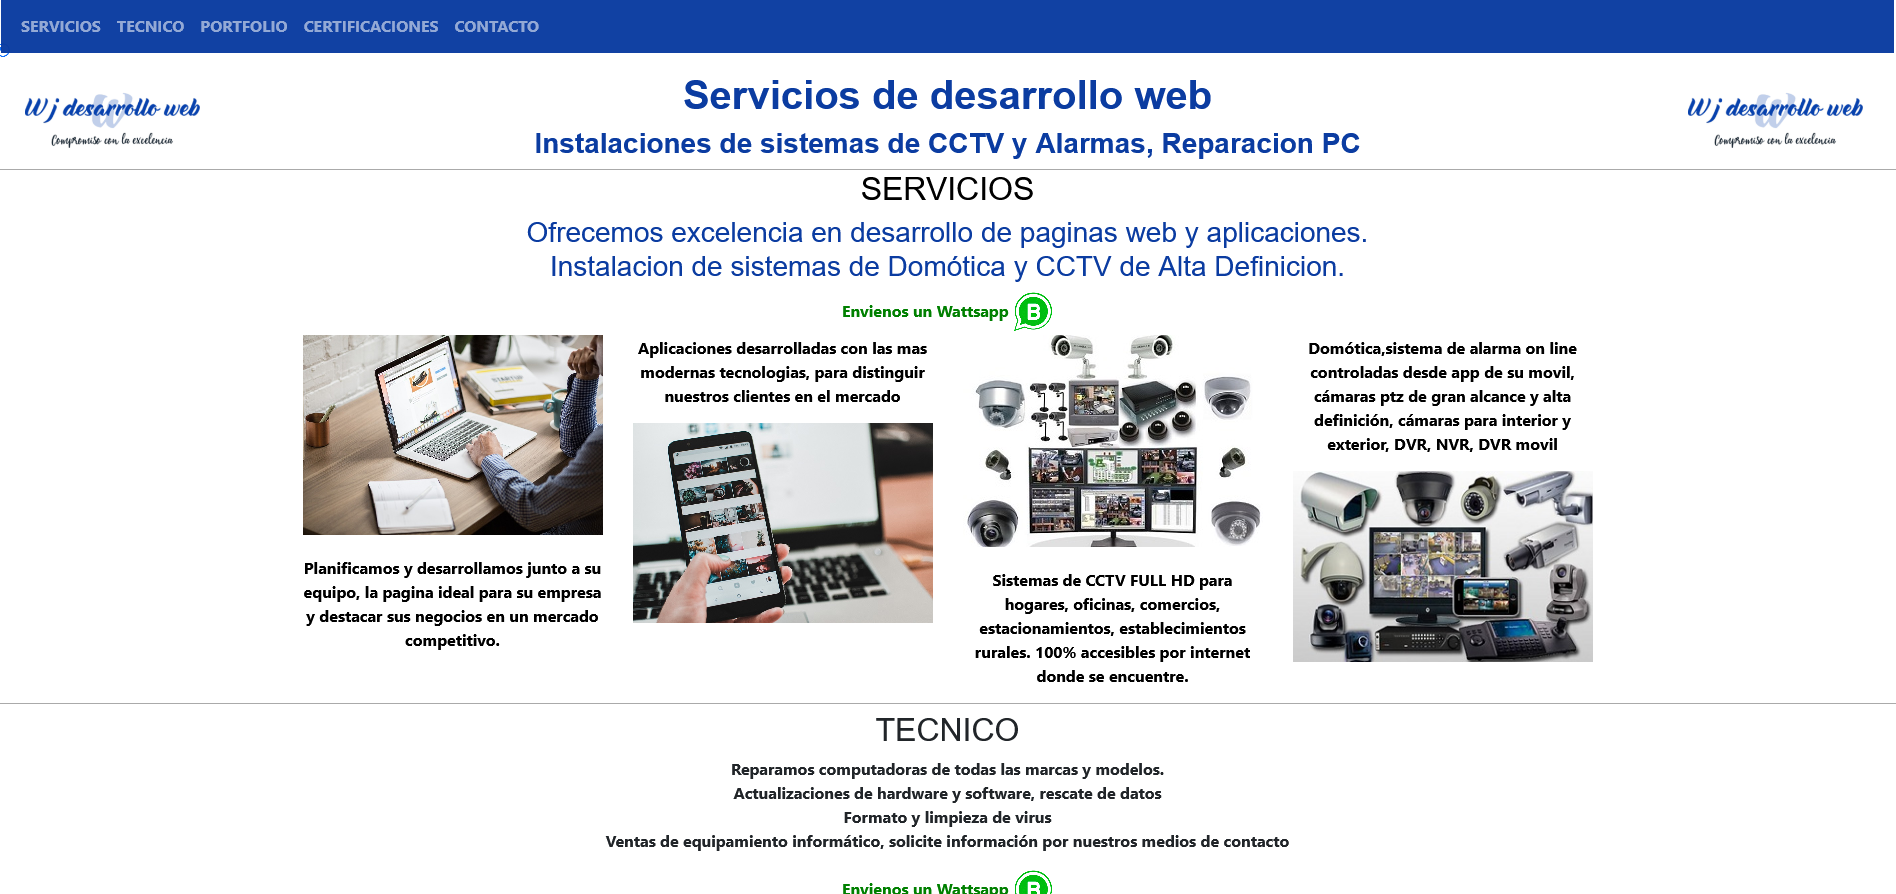 SERVICIOS TECNICO PORTFOLIO CERTIFICACIONES CONTACTO
Wj desarrollo web
Compromiso con la excelencia
Servicios de desarrollo web
Instalaciones de sistemas de CCTV y Alarmas, Reparacion PC
Wj desarrollo web
Compromiso con la excelencia
SERVICIOS
Ofrecemos excelencia en desarrollo de paginas web y aplicaciones.
Instalacion de sistemas de Domótica y CCTV de Alta Definicion.
Envienos un Wattsapp B
STARTUP
Planificamos y desarrollamos junto a su
equipo, la pagina ideal para su empresa
y destacar sus negocios en un mercado
competitivo.
Aplicaciones desarrolladas con las mas
modernas tecnologias, para distinguir
nuestros clientes en el mercado
Sistemas de CCTV FULL HD para
hogares, oficinas, comercios,
estacionamientos, establecimientos
rurales. 100% accesibles por internet
donde se encuentre.
Domótica,sistema de alarma on line
controladas desde app de su movil,
cámaras ptz de gran alcance y alta
definición, cámaras para interior y
exterior, DVR, NVR, DVR movil
TECNICO
Reparamos computadoras de todas las marcas y modelos.
Actualizaciones de hardware y software, rescate de datos
Formato y limpieza de virus
Ventas de equipamiento informático, solicite información por nuestros medios de contacto
Envienos un Wattsapp B